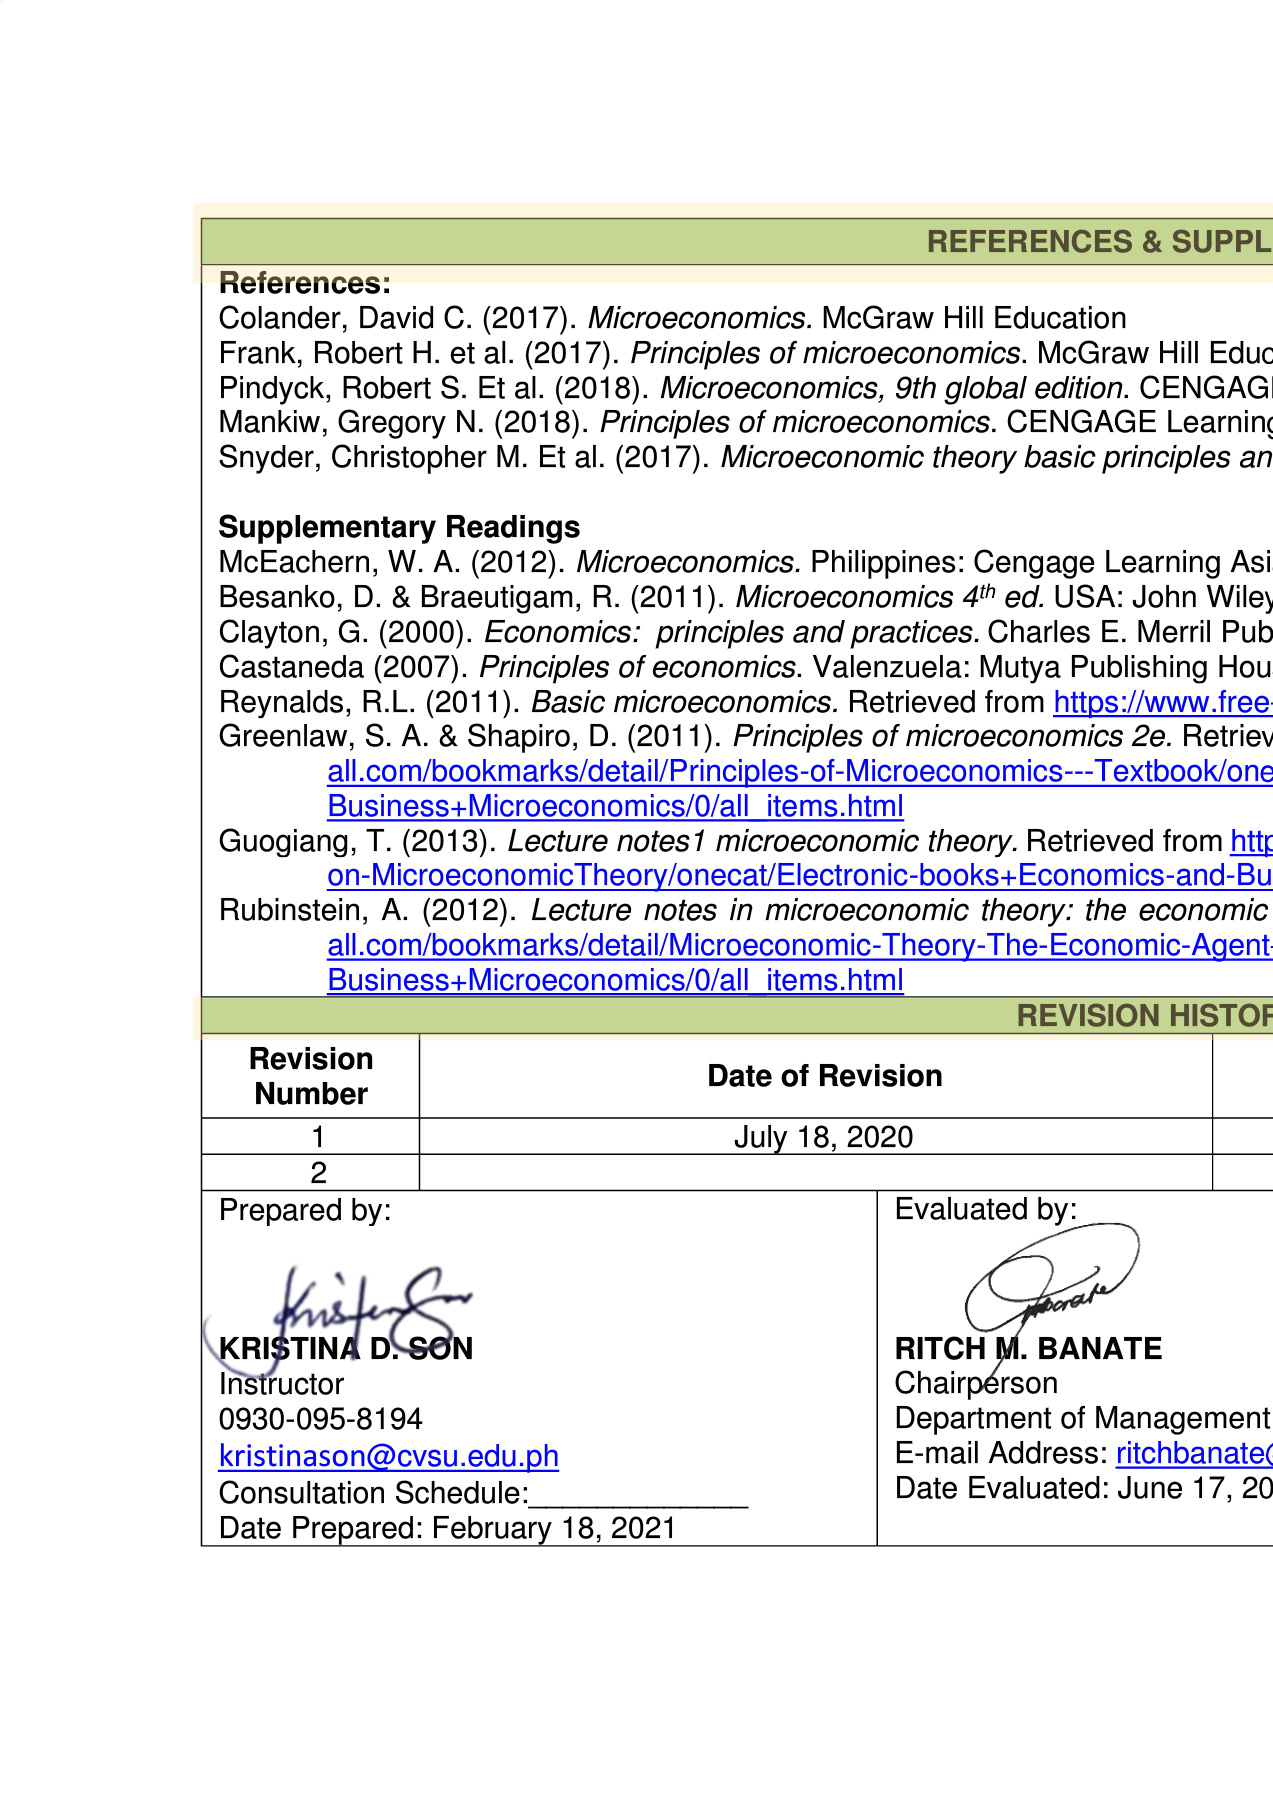 REFERENCES & SUPPL
References:
Colander, David C. (2017). Microeconomics. McGraw Hill Education
Frank, Robert H. et al. (2017). Principles of microeconomics. McGraw Hill Educ
Pindyck, Robert S. Et al. (2018). Microeconomics, 9th global edition. CENGAGE
Mankiw, Gregory N. (2018). Principles of microeconomics. CENGAGE Learning
Snyder, Christopher M. Et al. (2017). Microeconomic theory basic principles an
Supplementary Readings
McEachern, W. A. (2012). Microeconomics. Philippines: Cengage Learning Asi
Besanko, D. & Braeutigam, R. (2011). Microeconomics 4th ed. USA: John Wiley
Clayton, G. (2000). Economics:  principles and practices. Charles E. Merril Pub
Castaneda (2007). Principles of economics. Valenzuela: Mutya Publishing Hou
Reynalds, R.L. (2011). Basic microeconomics. Retrieved from https://www.free-
Greenlaw, S. A. & Shapiro, D. (2011). Principles of microeconomics 2e. Retriev
all.com/bookmarks/detail/Principles-of-Microeconomics---Textbook/one
Business+Microeconomics/0/all_items.html
Guogiang, T. (2013). Lecture notes1 microeconomic theory. Retrieved from http
on-MicroeconomicTheory/onecat/Electronic-books+Economics-and-Bu
Rubinstein, A. (2012). Lecture notes in microeconomic theory: the economic
all.com/bookmarks/detail/Microeconomic-Theory-The-Economic-Agent-
Business+Microeconomics/0/all_items.html
REVISION HISTOR
Revision Number
Date of Revision
1
July 18, 2020
2
Prepared by:
KRISTINA D. SON
Instructor
0930-095-8194
kristinason@cvsu.edu.ph
Consultation Schedule:_____________
Date Prepared: February 18, 2021
Evaluated by:
RITCH M. BANATE
Chairperson
Department of Management
E-mail Address: ritchbanate@
Date Evaluated: June 17, 20